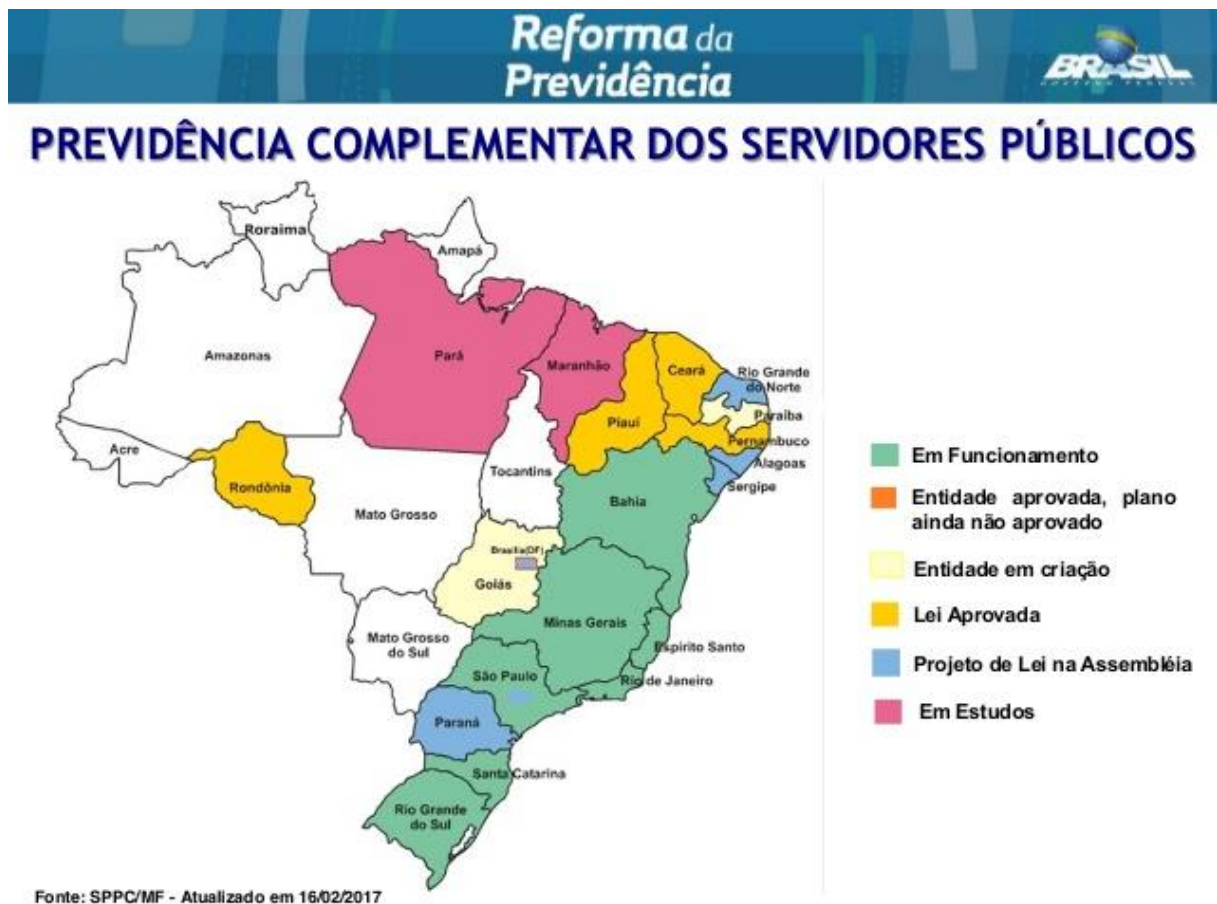 Reforma da
Previdência
BRASIL
GOVERNO FEDERAL
PREVIDÊNCIA COMPLEMENTAR DOS SERVIDORES PÚBLICOS
Roraima
Amapá
Amazonas
Pará
Maranhão
Ceará
Rio Grande
do Norte
Paraíba
Piauí
Pernambuco
Acre
Alagoas
Tocantins
Sergipe
Rondônia
Bahia
Mato Grosso
Brasília(DF)
Goiás
Minas Gerais
Mato Grosso
do Sul
Espírito Santo
São Paulo
Rio de Janeiro
Paraná
Santa Catarina
Rio Grande
do Sul
Em Funcionamento
Entidade aprovada, plano
ainda não aprovado
Entidade em criação
Lei Aprovada
Projeto de Lei na Assembléia
Em Estudos
Fonte: SPPC/MF - Atualizado em 16/02/2017